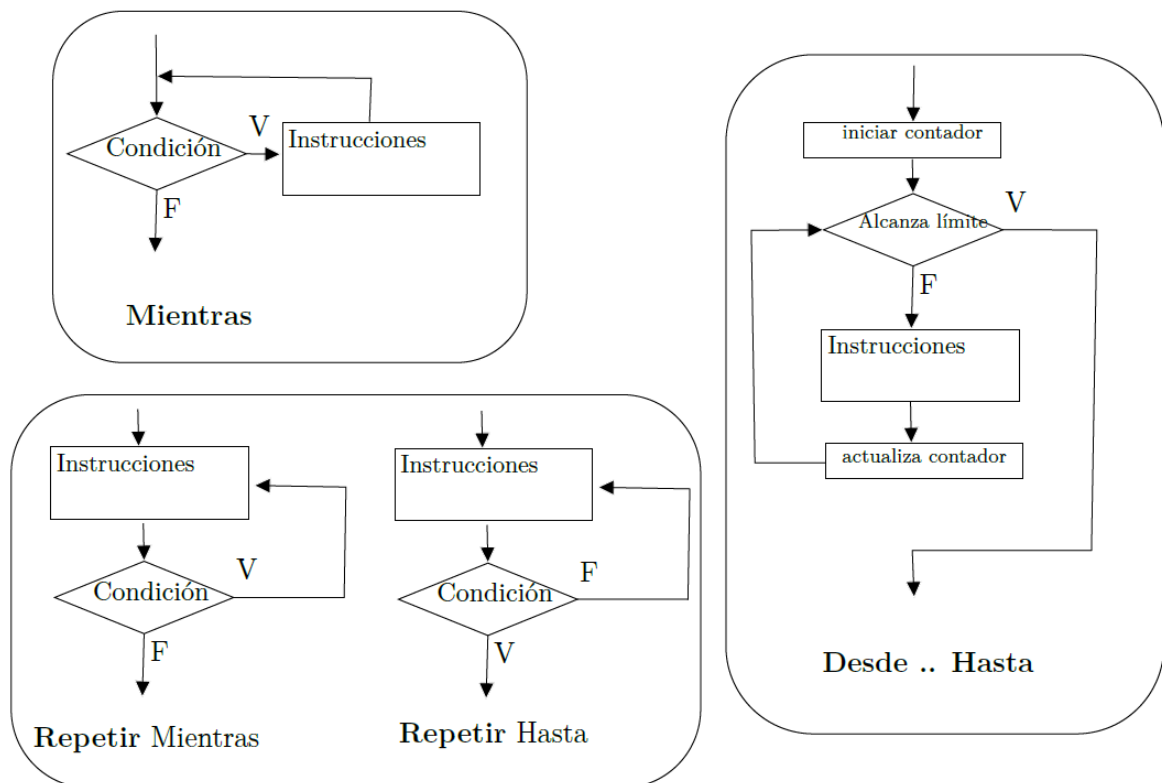 Condición
V
Instrucciones
F
Mientras
Instrucciones
Condición
V
F
Repetir Mientras
Instrucciones
Condición
F
V
Repetir Hasta
iniciar contador
Alcanza límite
V
F
Instrucciones
actualiza contador
Desde .. Hasta